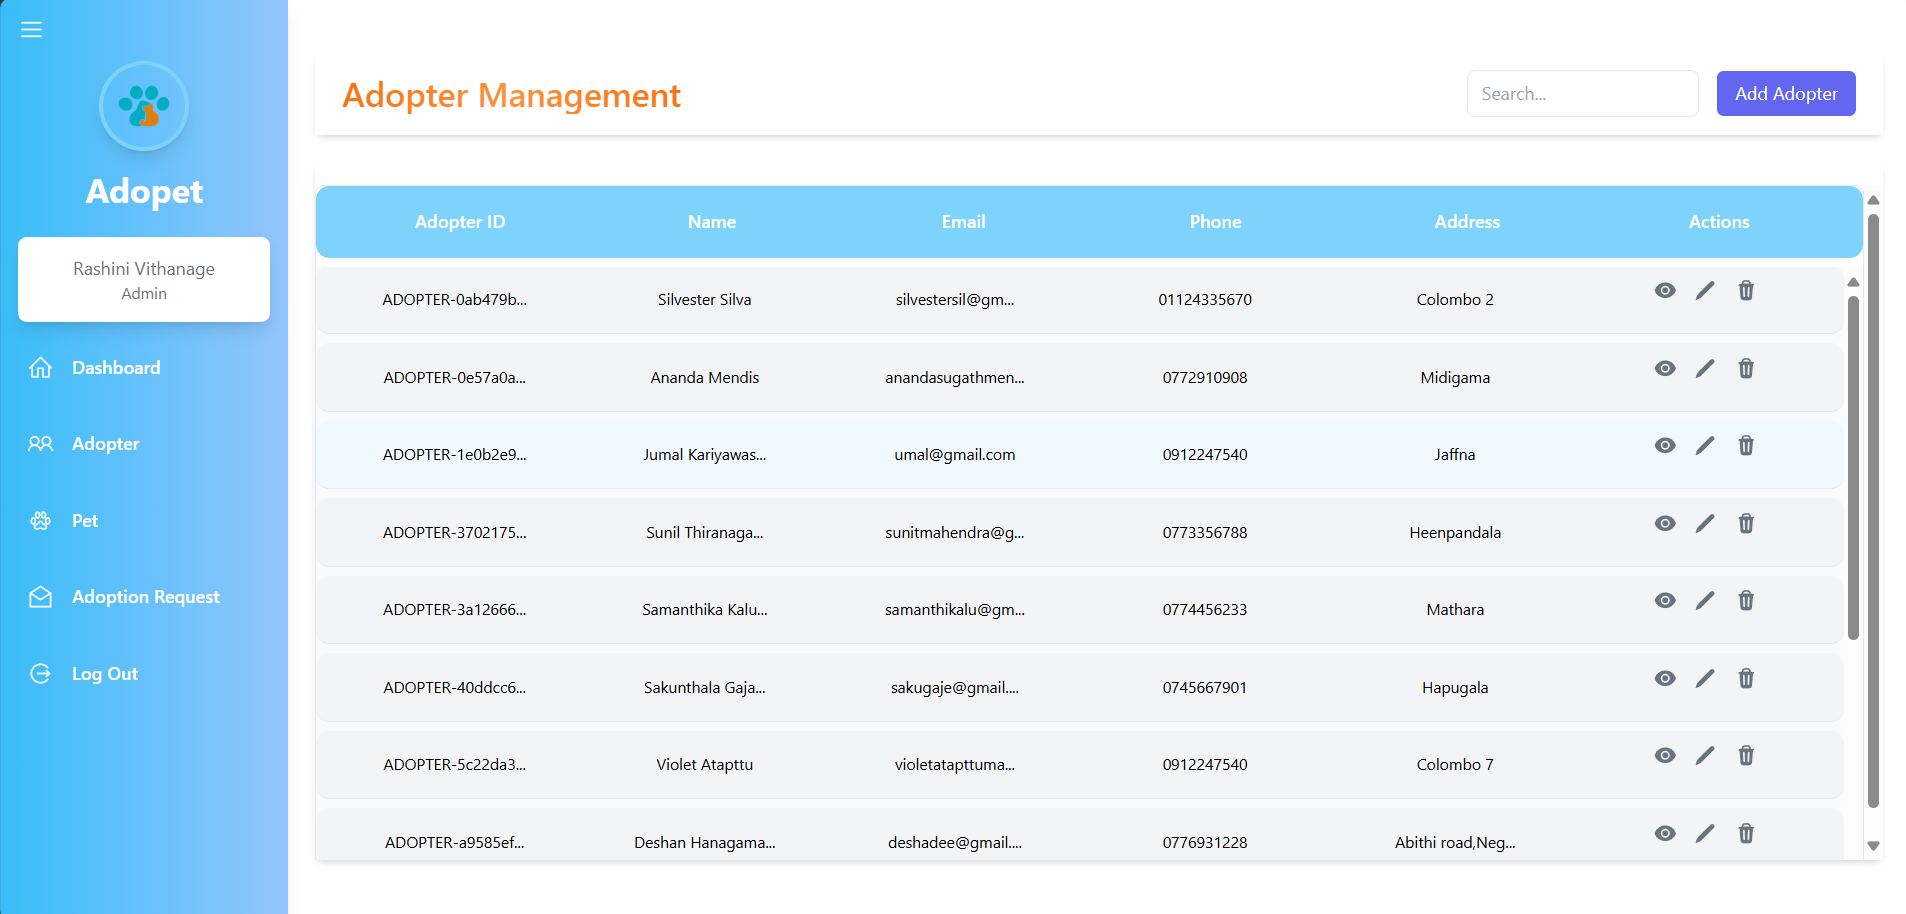 Adopet
Rashini Vithanage
Admin
Dashboard
Adopter
Pet
Adoption Request
Log Out
Adopter Management
Search...
Add Adopter
Adopter ID Name Email Phone Address Actions
ADOPTER-0ab479b... Silvester Silva silvestersil@gm... 01124335670 Colombo 2
ADOPTER-0e57a0a... Ananda Mendis anandasugathmen... 0772910908 Midigama
ADOPTER-1e0b2e9... Jumal Kariyawas... umal@gmail.com 0912247540 Jaffna
ADOPTER-3702175... Sunil Thiranaga... sunitmahendra@g... 0773356788 Heenpandala
ADOPTER-3a12666... Samanthika Kalu... samanthikalu@gm... 0774456233 Mathara
ADOPTER-40ddcc6... Sakunthala Gaja... sakugaje@gmail.... 0745667901 Hapugala
ADOPTER-5c22da3... Violet Atapttu violetatapttuma... 0912247540 Colombo 7
ADOPTER-a9585ef... Deshan Hanagama... deshadee@gmail.... 0776931228 Abithi road,Neg...